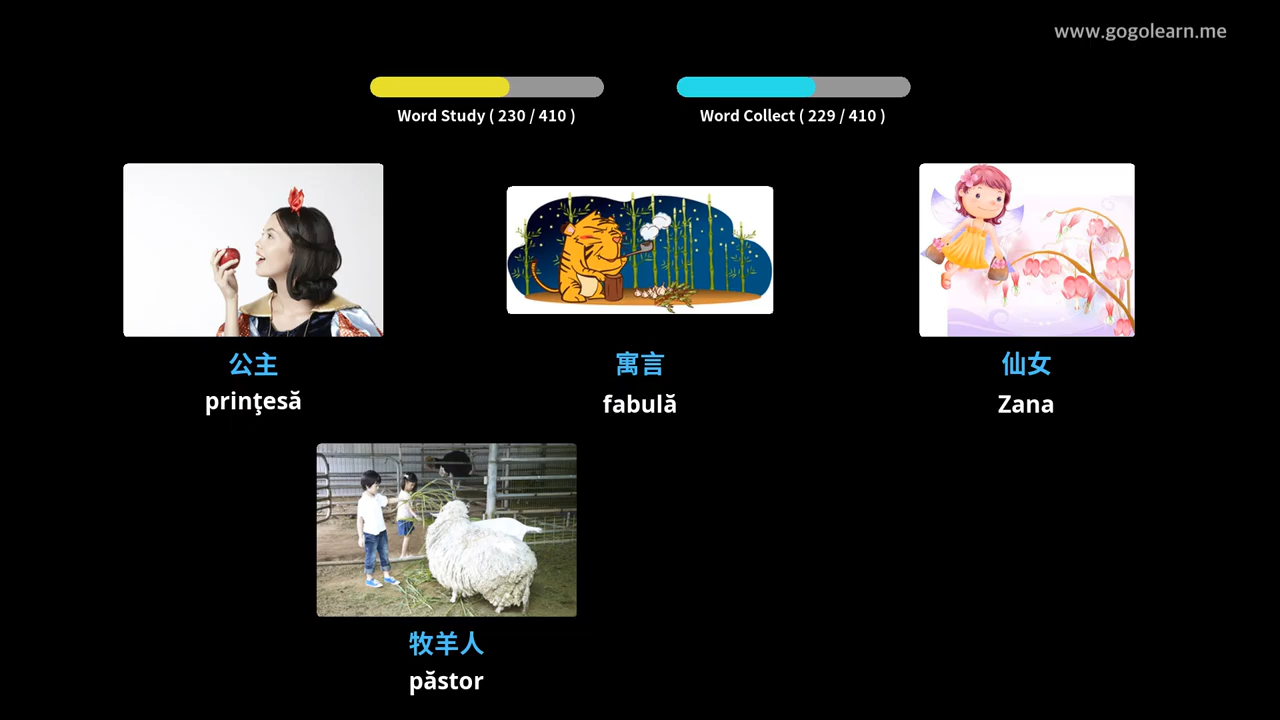 www.gogolearn.me
Word Study ( 230 / 410 )
Word Collect ( 229 / 410 )
公主
prinţesă
寓言
fabulă
仙女
Zana
牧羊人
păstor